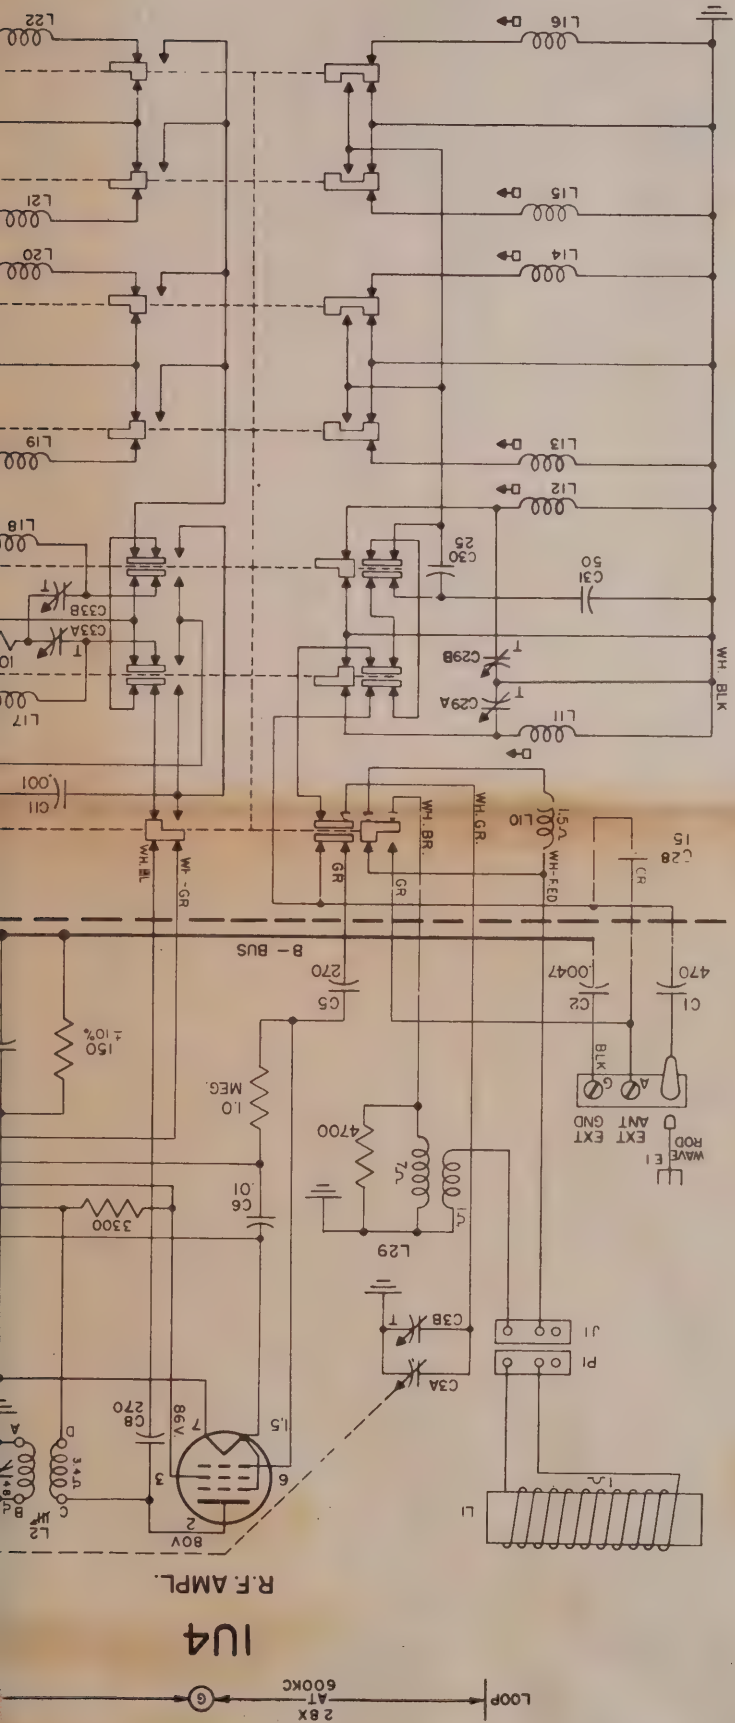 LOOP
2.8X
AT
600KC
G
1U4
R.F. AMPL.
L1
1Ω
80V
2
6
3
7
1.5
86V.
C8
270
L2
C
B
D
A
3.4Ω
P1
J1
C3A
C3B
T
L29
1Ω
7Ω
4700
C6
.01
3300
1.0
MEG.
150
±10%
WAVE
ROD
E1
EXT
ANT
EXT
GND
A
G
BLK
C1
470
C2
.0047
C5
270
B- BUS
C28
15
GR
WH-RED
L10
1.5Ω
GR
GR
WH.GR.
WH.BR.
WH-GR
WH.BL
C11
.001
L11
C29A
T
C29B
T
WH. BLK
C31
50
C30
25
L17
C33A
T
C33B
T
10
L18
L12
L13
L19
L14
L20
L15
L21
L16
L22